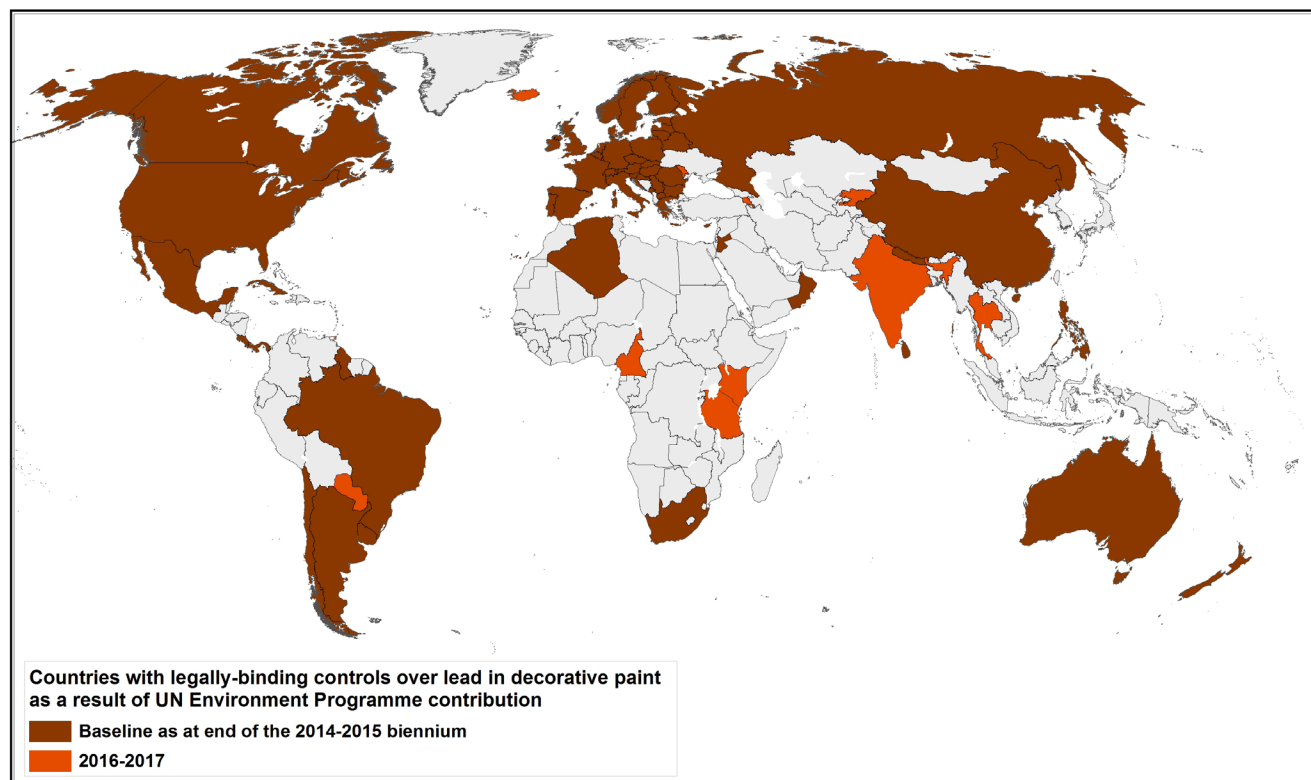 Countries with legally-binding controls over lead in decorative paint
as a result of UN Environment Programme contribution
Baseline as at end of the 2014-2015 biennium
2016-2017